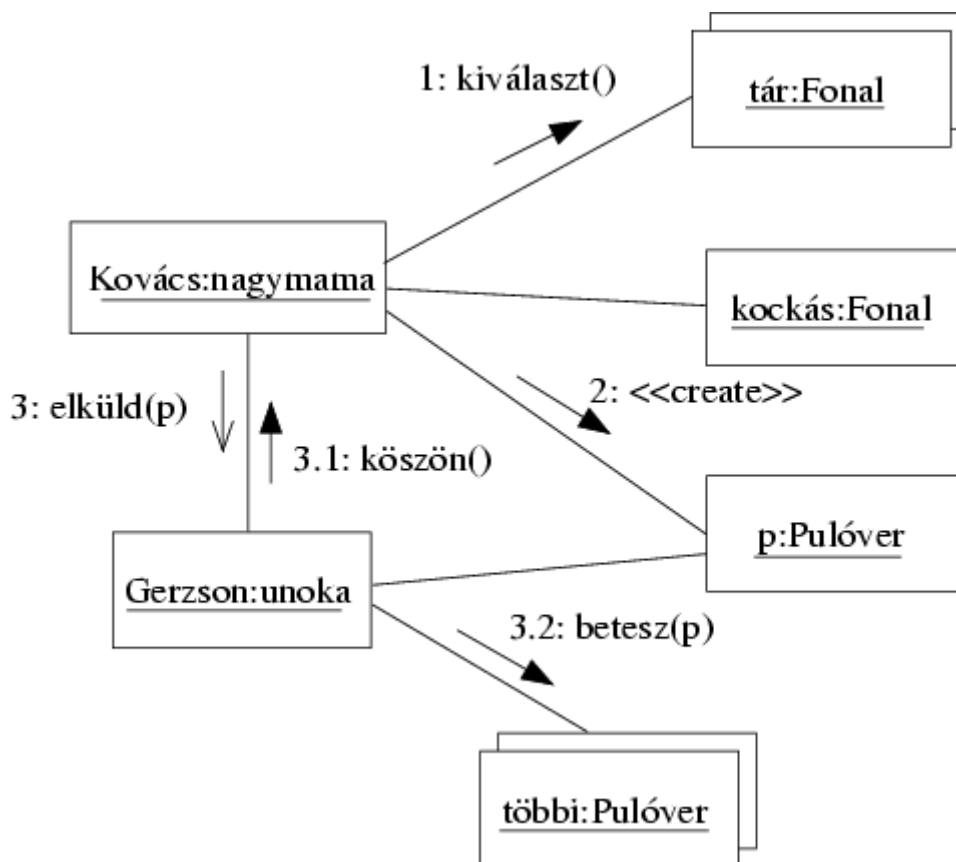 1: kiválaszt()
tár:Fonal
Kovács:nagymama
kockás:Fonal
2: <<create>>
3: elküld(p)
3.1: köszön()
p:Pulóver
Gerzson:unoka
3.2: betesz(p)
többi:Pulóver